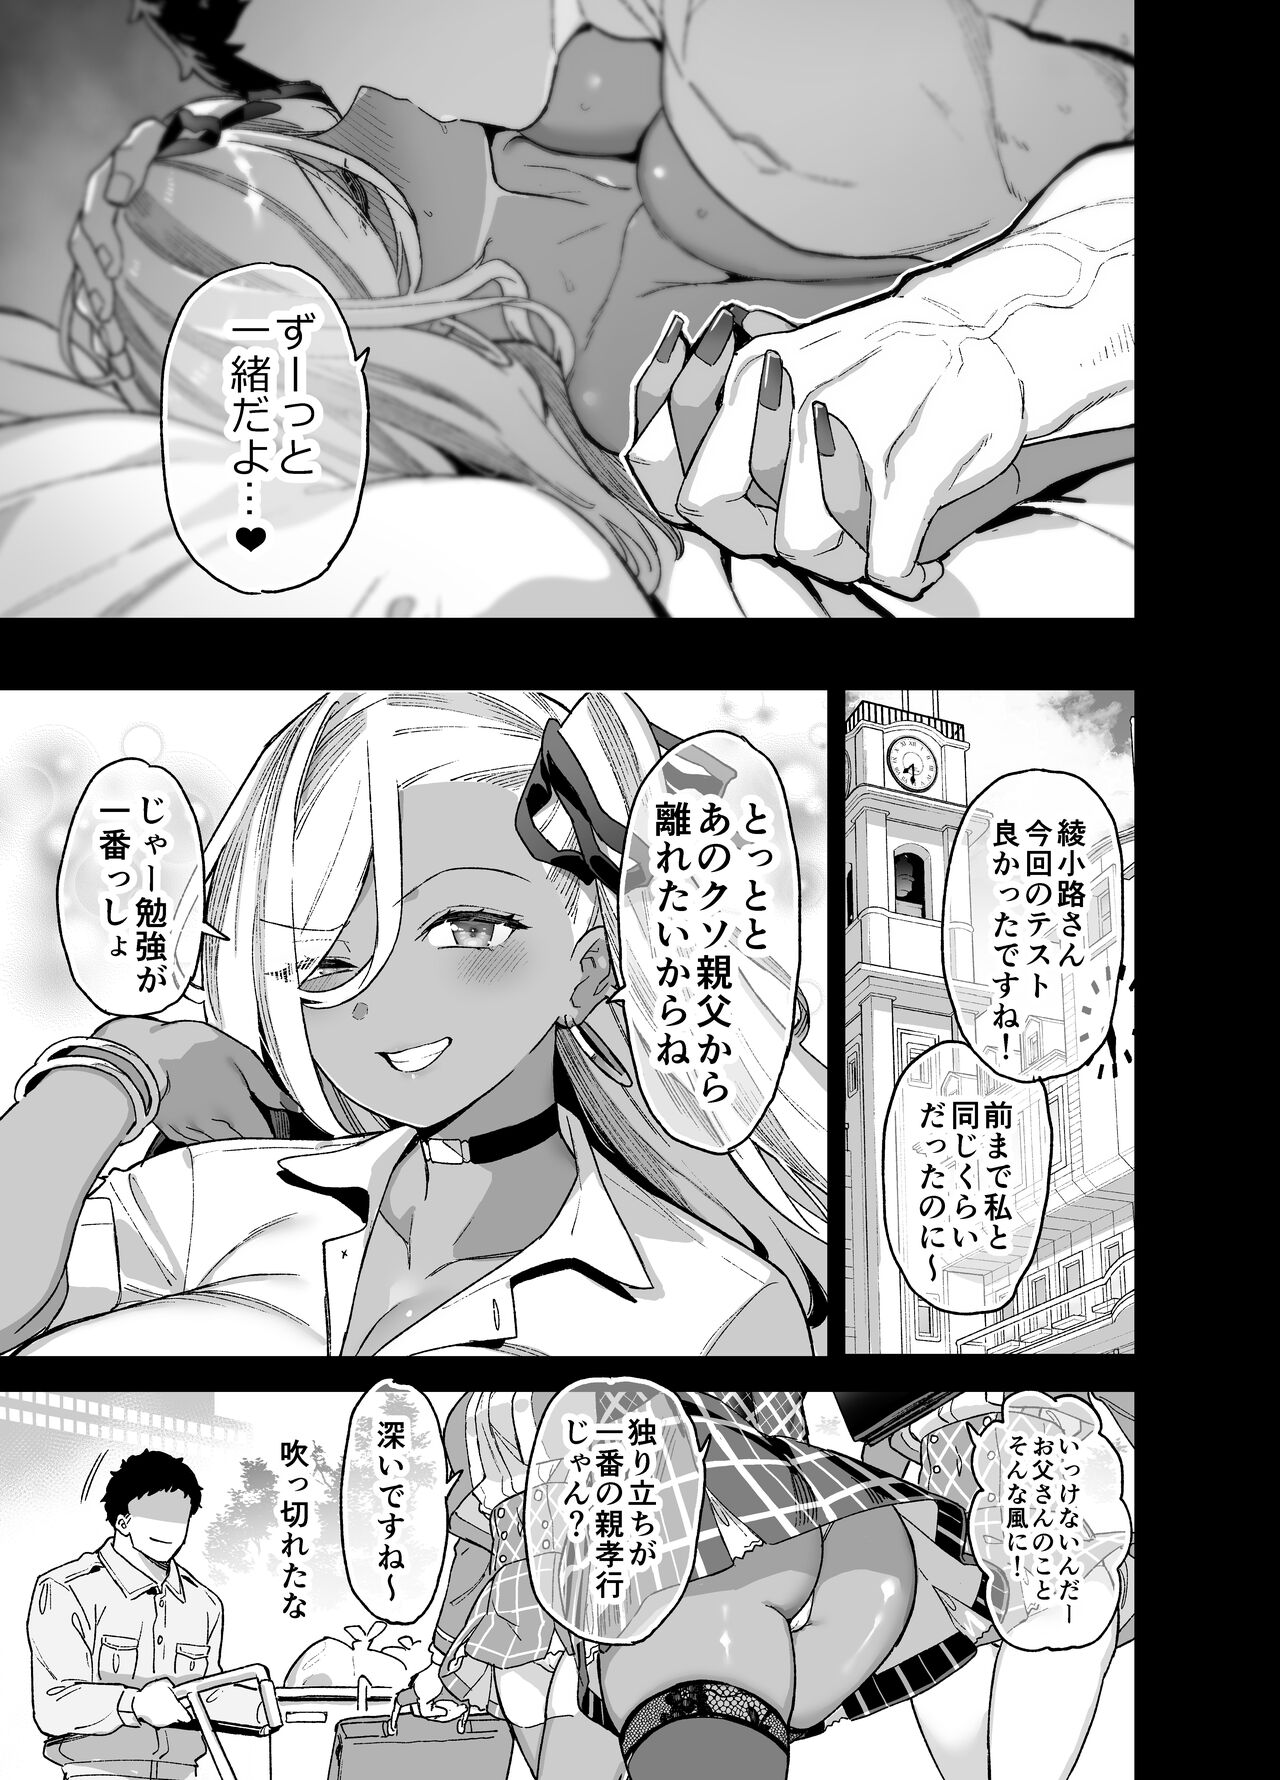 ずーっと
一緒だよ…♥
綾小路さん
今回のテスト
良かったですね！
前まで私と
同じくらい
だったのに～
とっとと
あのクソ親父から
離れたいからね
じゃー勉強が
一番っしょ
いっけないんだー
お父さんのこと
そんな風に！
独り立ちが
一番の親孝行
じゃん？
深いですね～
吹っ切れたな